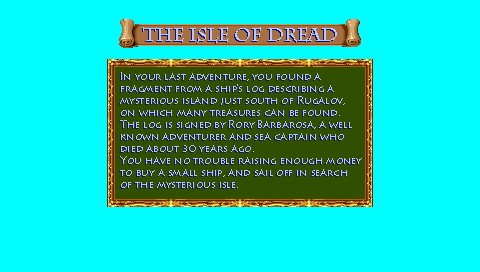 THE ISLE OF DREAD
IN YOUR LAST ADVENTURE, YOU FOUND A
FRAGMENT FROM A SHIP'S LOG DESCRIBING A
MYSTERIOUS ISLAND JUST SOUTH OF RUGALOV,
ON WHICH MANY TREASURES CAN BE FOUND.
THE LOG IS SIGNED BY RORY BARBAROSA, A WELL
KNOWN ADVENTURER AND SEA CAPTAIN WHO
DIED ABOUT 30 YEARS AGO.
YOU HAVE NO TROUBLE RAISING ENOUGH MONEY
TO BUY A SMALL SHIP, AND SAIL OFF IN SEARCH
OF THE MYSTERIOUS ISLE.